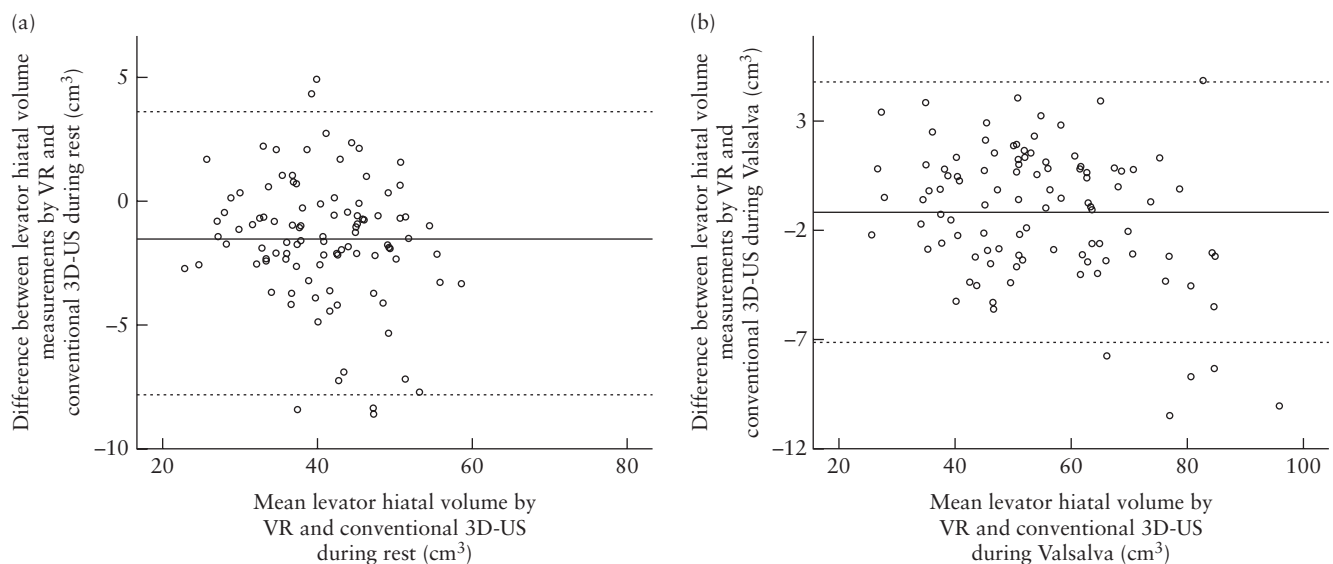 (a)
Difference between levator hiatal volume
measurements by VR and
conventional 3D-US during rest (cm³)
5
0
−5
−10
20
40
60
80
Mean levator hiatal volume by
VR and conventional 3D-US
during rest (cm³)
(b)
Difference between levator hiatal volume
measurements by VR and
conventional 3D-US during Valsalva (cm³)
3
−2
−7
−12
20
40
60
80
100
Mean levator hiatal volume by
VR and conventional 3D-US
during Valsalva (cm³)